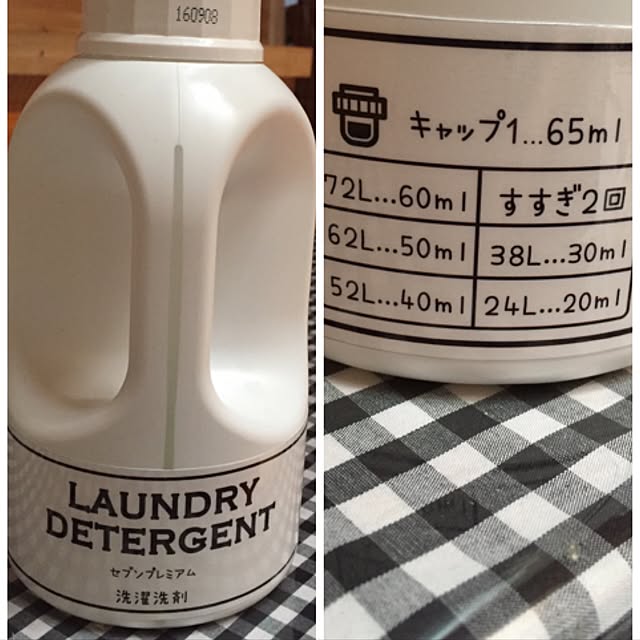 160908
LAUNDRY
DETERGENT
セブンプレミアム
洗濯洗剤
キャップ1...65ml
72L...60ml
すすぎ2回
62L...50ml
38L...30ml
52L...40ml
24L...20ml